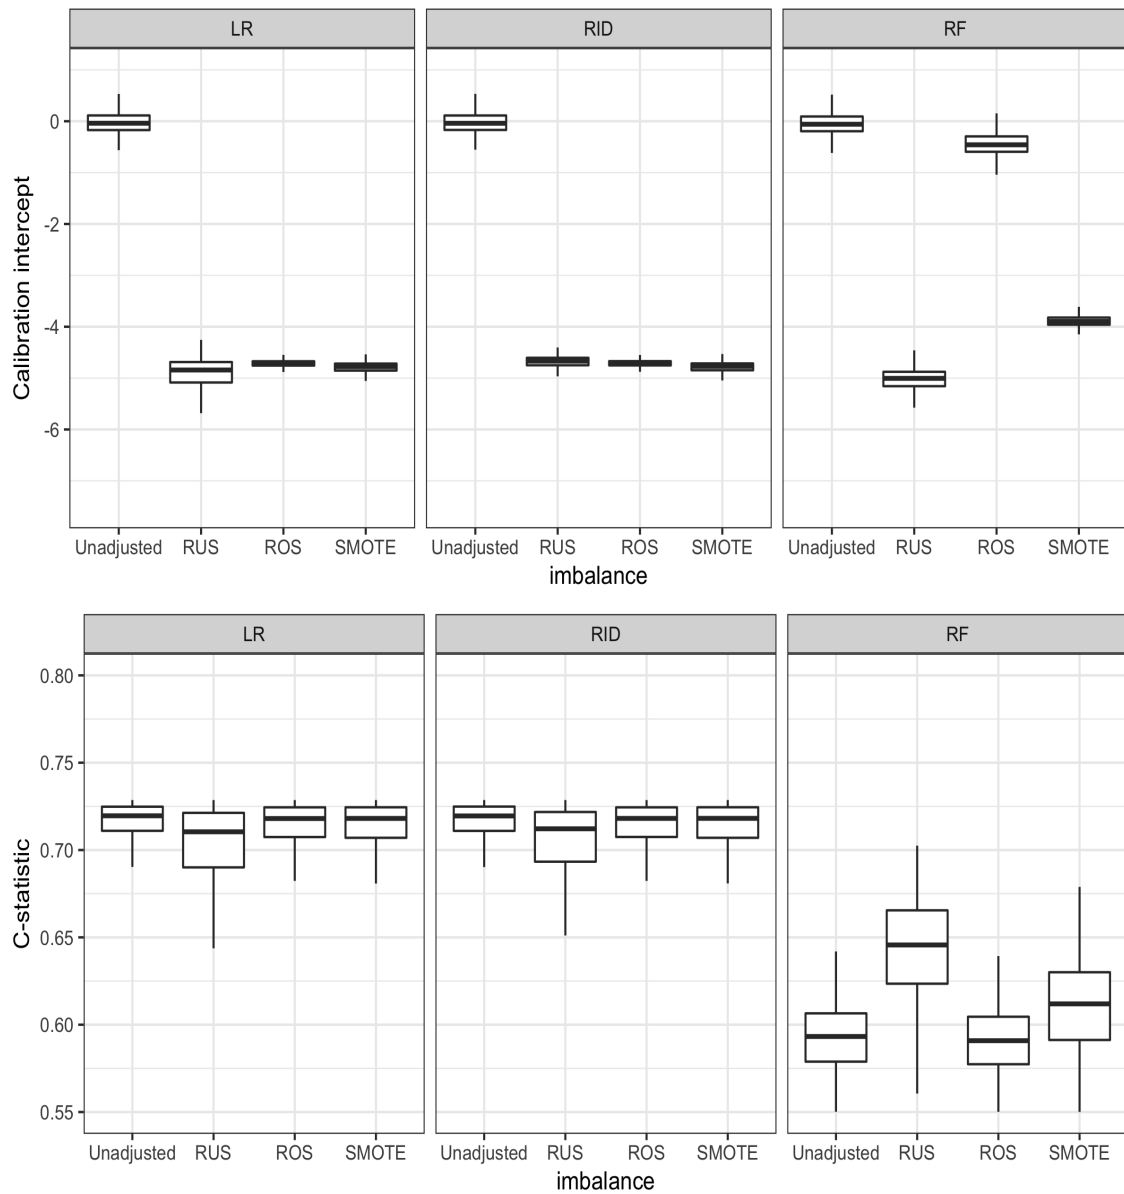 LR RID RF
Calibration intercept
0
-2
-4
-6
Unadjusted RUS ROS SMOTE Unadjusted RUS ROS SMOTE Unadjusted RUS ROS SMOTE
imbalance
LR RID RF
C-statistic
0.80
0.75
0.70
0.65
0.60
0.55
Unadjusted RUS ROS SMOTE Unadjusted RUS ROS SMOTE Unadjusted RUS ROS SMOTE
imbalance